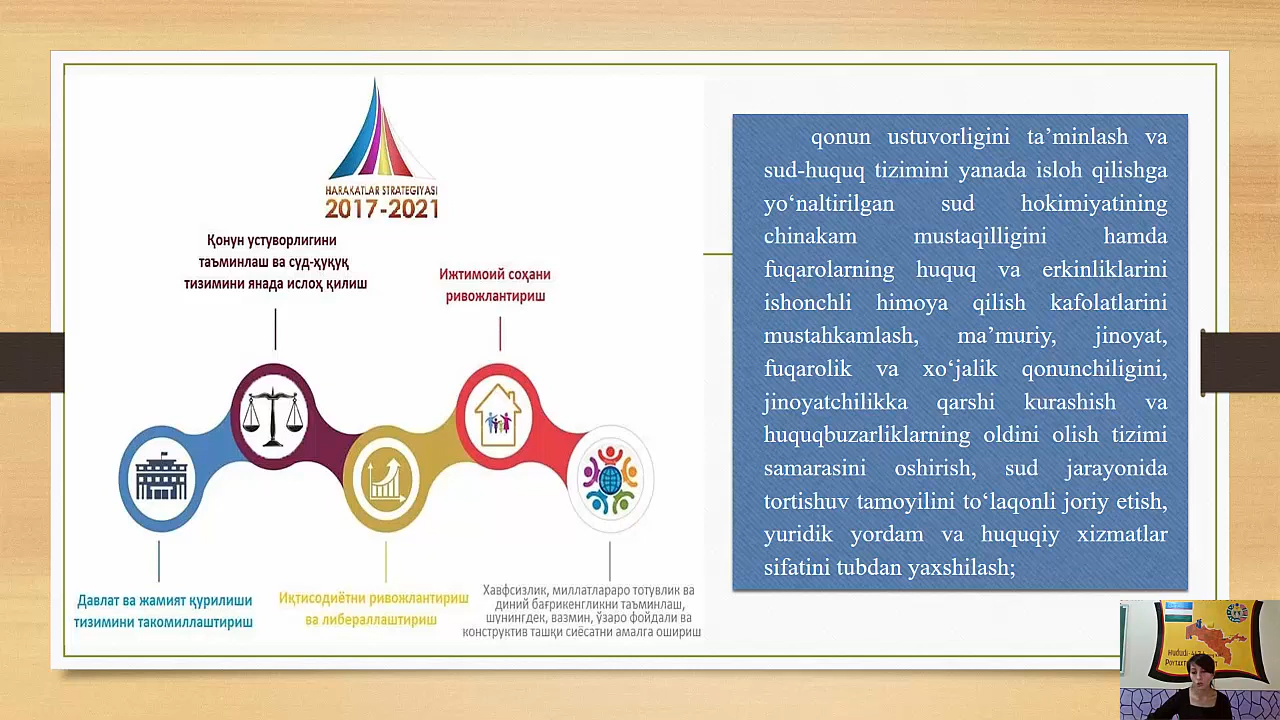 HARAKATLAR STRATEGIYASI
2017-2021
Қонун устуворлигини
таъминлаш ва суд-ҳуқуқ
тизимини янада ислоҳ қилиш
Ижтимоий соҳани
ривожлантириш
Давлат ва жамият қурилиши
тизимини такомиллаштириш
Иқтисодиётни ривожлантириш
ва либераллаштириш
Хавфсизлик, миллатлараро тотувлик ва
диний бағрикенгликни таъминлаш,
шунингдек, вазмин, ўзаро фойдали ва
конструктив ташқи сиёсатни амалга ошириш
qonun ustuvorligini ta’minlash va
sud-huquq tizimini yanada isloh qilishga
yo‘naltirilgan sud hokimiyatining
chinakam mustaqilligini hamda
fuqarolarning huquq va erkinliklarini
ishonchli himoya qilish kafolatlarini
mustahkamlash, ma’muriy, jinoyat,
fuqarolik va xo‘jalik qonunchiligini,
jinoyatchilikka qarshi kurashish va
huquqbuzarliklarning oldini olish tizimi
samarasini oshirish, sud jarayonida
tortishuv tamoyilini to‘laqonli joriy etish,
yuridik yordam va huquqiy xizmatlar
sifatini tubdan yaxshilash;